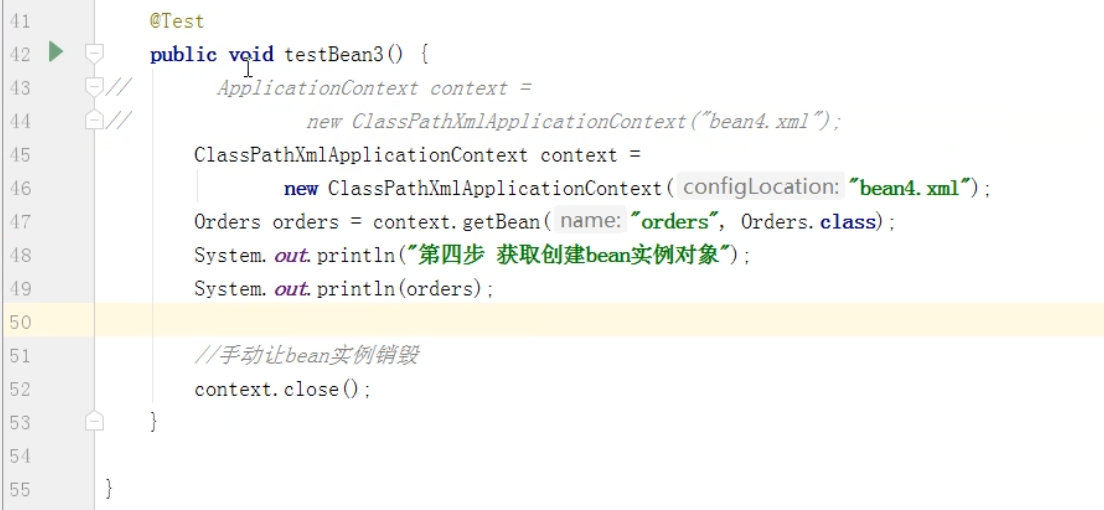 41 @Test
42 public void testBean3() {
43 // ApplicationContext context =
44 // new ClassPathXmlApplicationContext("bean4.xml");
45 ClassPathXmlApplicationContext context =
46 new ClassPathXmlApplicationContext( configLocation: "bean4.xml");
47 Orders orders = context.getBean( name: "orders", Orders.class);
48 System.out.println("第四步 获取创建bean实例对象");
49 System.out.println(orders);
50
51 //手动让bean实例销毁
52 context.close();
53 }
54
55 }